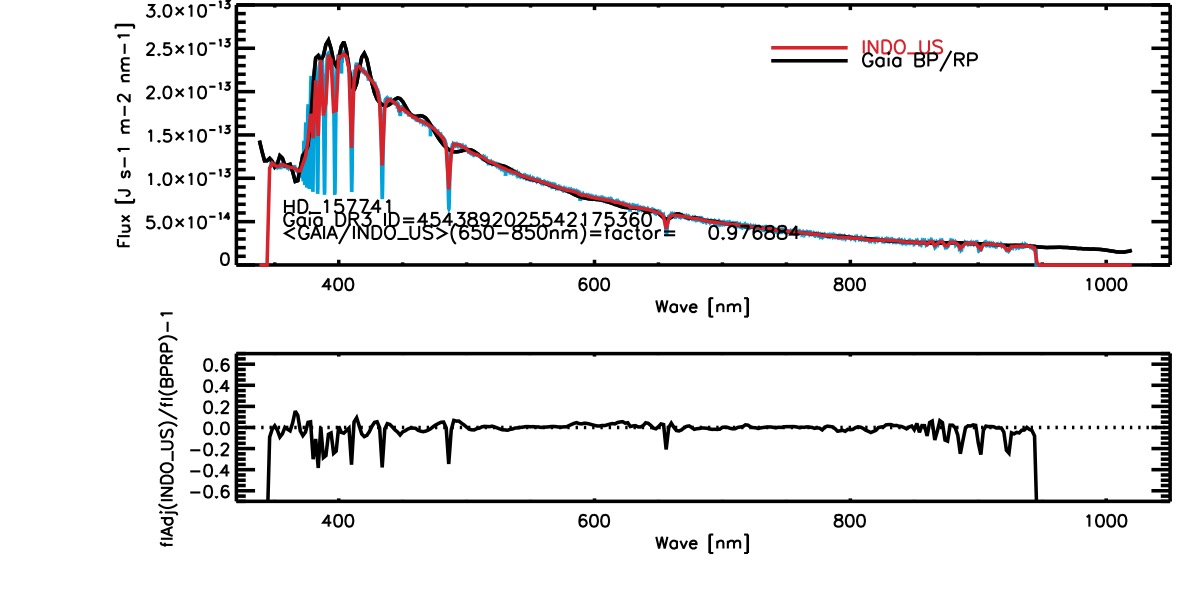 3.0×10−13
2.5×10−13
2.0×10−13
1.5×10−13
1.0×10−13
5.0×10−14
0
Flux [J s−1 m−2 nm−1]
INDO_US
Gaia BP/RP
HD_157741
Gaia DR3 ID=4543892025542175360
<GAIA/INDO_US>(650−850nm)=factor= 0.976884
400 600 800 1000
Wave [nm]
0.6
0.4
0.2
0.0
−0.2
−0.4
−0.6
flAdj(INDO_US)/fl(BPRP)−1
400 600 800 1000
Wave [nm]